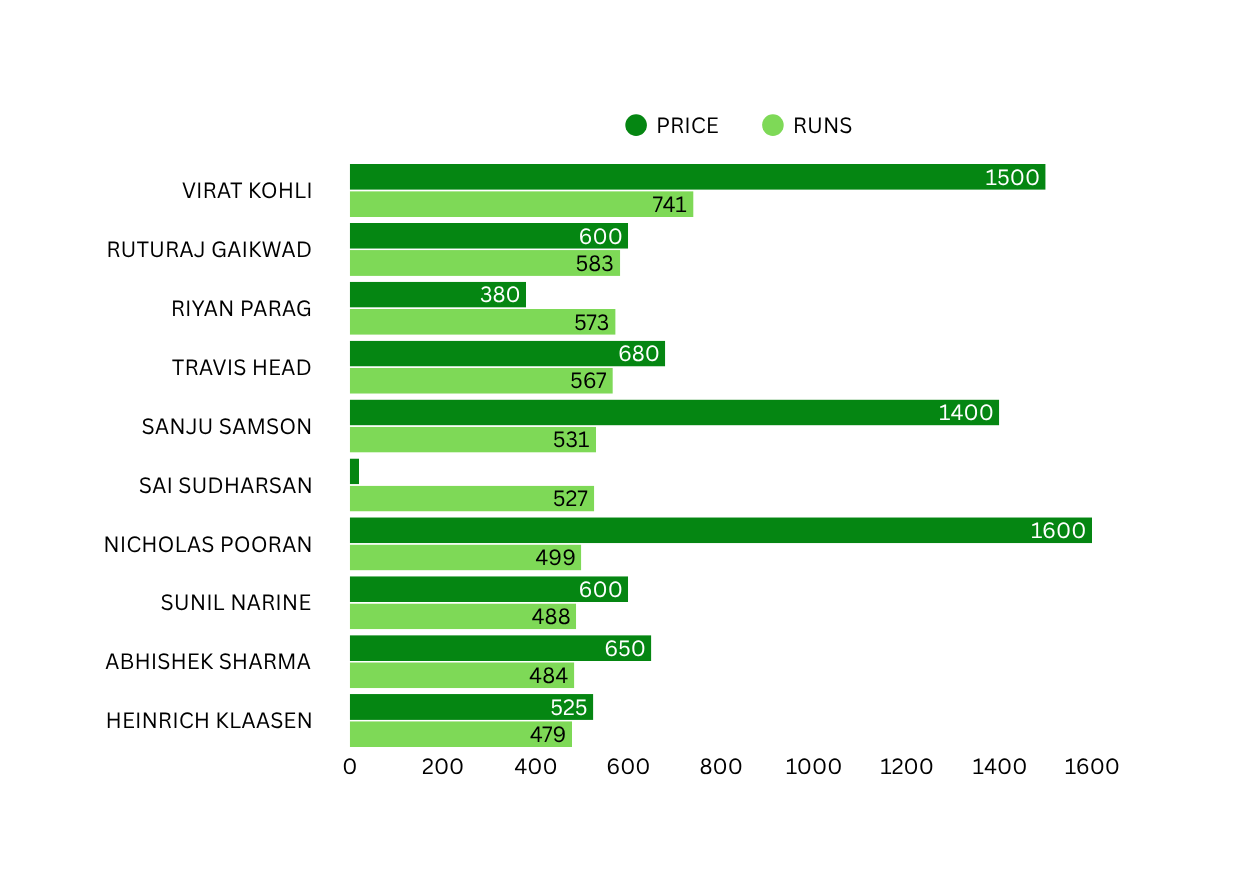 PRICE RUNS
VIRAT KOHLI 1500
741
RUTURAJ GAIKWAD 600
583
RIYAN PARAG 380
573
TRAVIS HEAD 680
567
SANJU SAMSON 1400
531
SAI SUDHARSAN
527
NICHOLAS POORAN 1600
499
SUNIL NARINE 600
488
ABHISHEK SHARMA 650
484
HEINRICH KLAASEN 525
479
0 200 400 600 800 1000 1200 1400 1600